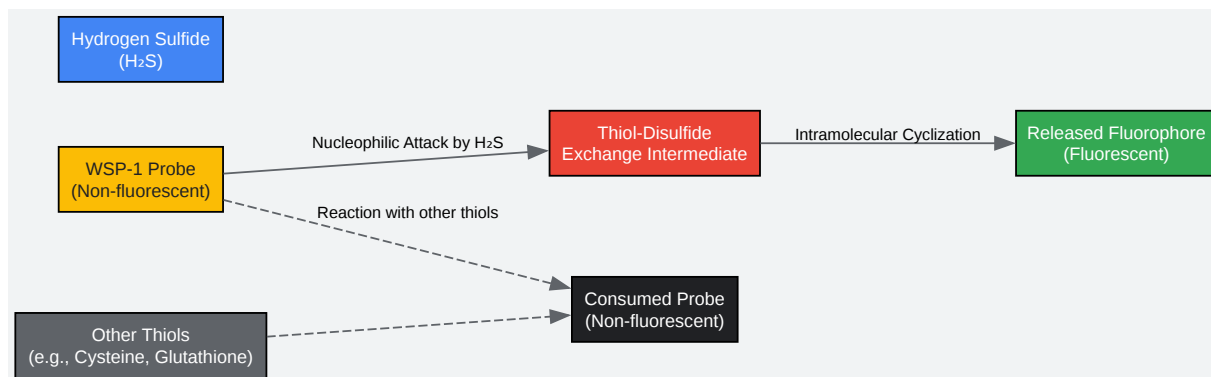 Hydrogen Sulfide
(H₂S)
WSP-1 Probe
(Non-fluorescent)
Nucleophilic Attack by H₂S
Thiol-Disulfide
Exchange Intermediate
Intramolecular Cyclization
Released Fluorophore
(Fluorescent)
Reaction with other thiols
Consumed Probe
(Non-fluorescent)
Other Thiols
(e.g., Cysteine, Glutathione)